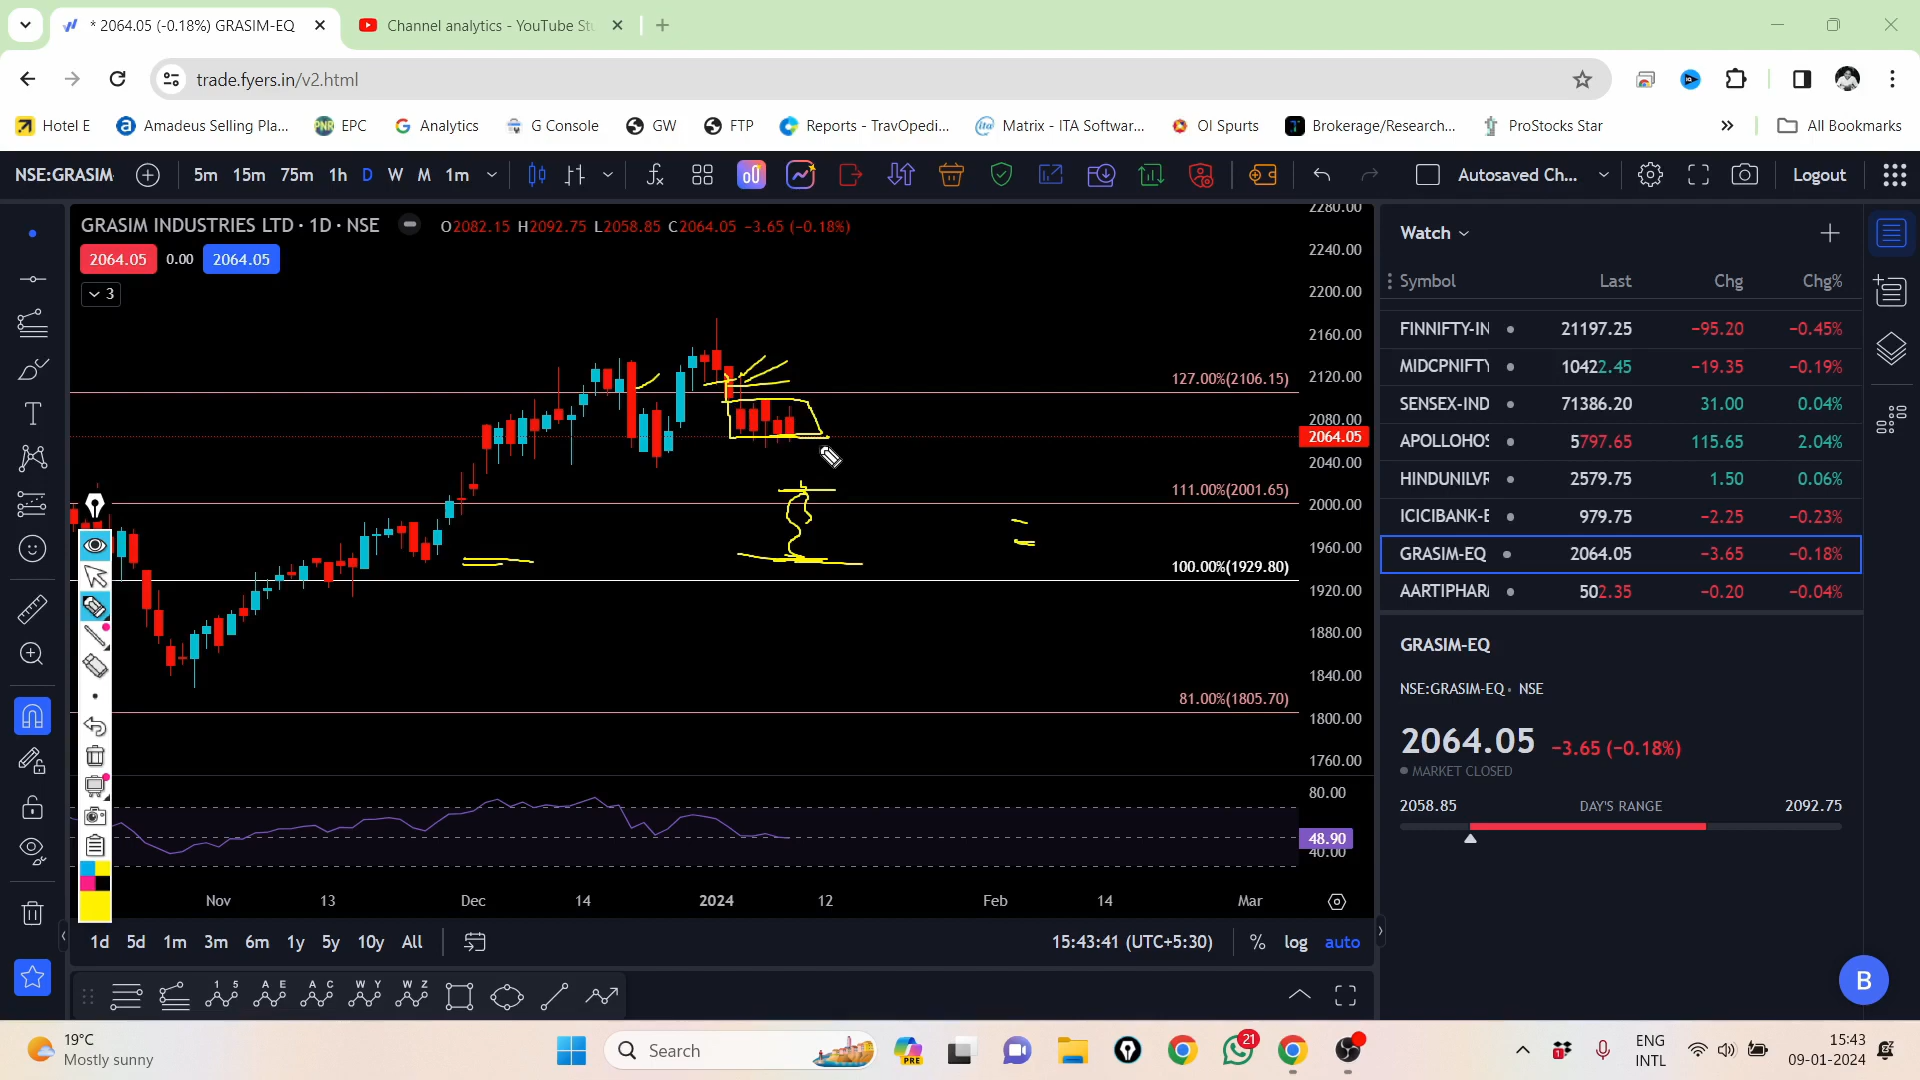 * 2064.05 (-0.18%) GRASIM-EQ
Channel analytics - YouTube Stu
trade.fyers.in/v2.html
Hotel E
Amadeus Selling Pla...
PNR
EPC
Analytics
G Console
GW
FTP
Reports - TravOpedi...
ita
Matrix - ITA Softwar...
OI Spurts
Brokerage/Research...
ProStocks Star
All Bookmarks
NSE:GRASIM
5m 15m 75m 1h D W M 1m
Autosaved Ch...
Logout
GRASIM INDUSTRIES LTD · 1D · NSE
O2082.15 H2092.75 L2058.85 C2064.05 −3.65 (−0.18%)
2064.05 0.00 2064.05
3
2280.00
2240.00
2200.00
2160.00
2120.00
2080.00
2064.05
2040.00
2000.00
1960.00
1920.00
1880.00
1840.00
1800.00
1760.00
80.00
48.90
40.00
127.00%(2106.15)
111.00%(2001.65)
100.00%(1929.80)
81.00%(1805.70)
Nov 13 Dec 14 2024 12 Feb 14 Mar
1d 5d 1m 3m 6m 1y 5y 10y All
15:43:41 (UTC+5:30)
% log auto
1 5
A E
A C
W Y
W Z
Watch
Symbol Last Chg Chg%
FINNIFTY-IN 21197.25 −95.20 −0.45%
MIDCPNIFTY 10422.45 −19.35 −0.19%
SENSEX-IND 71386.20 31.00 0.04%
APOLLOHOS 5797.65 115.65 2.04%
HINDUNILVR 2579.75 1.50 0.06%
ICICIBANK-E 979.75 −2.25 −0.23%
GRASIM-EQ 2064.05 −3.65 −0.18%
AARTIPHARM 502.35 −0.20 −0.04%
GRASIM-EQ
NSE:GRASIM-EQ · NSE
2064.05 −3.65 (−0.18%)
MARKET CLOSED
2058.85 DAY'S RANGE 2092.75
B
19°C
Mostly sunny
Search
PRE
21
1
ENG
INTL
15:43
09-01-2024